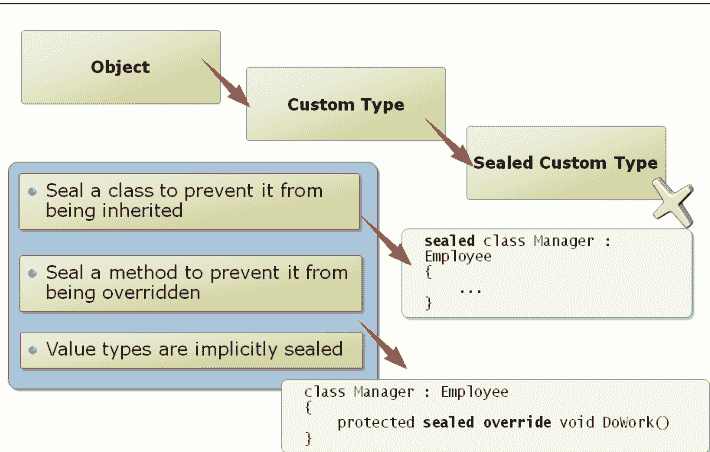 Object
Custom Type
Sealed Custom Type
Seal a class to prevent it from
being inherited
Seal a method to prevent it from
being overridden
Value types are implicitly sealed
sealed class Manager :
Employee
{
...
}
class Manager : Employee
{
protected sealed override void DoWork()
}